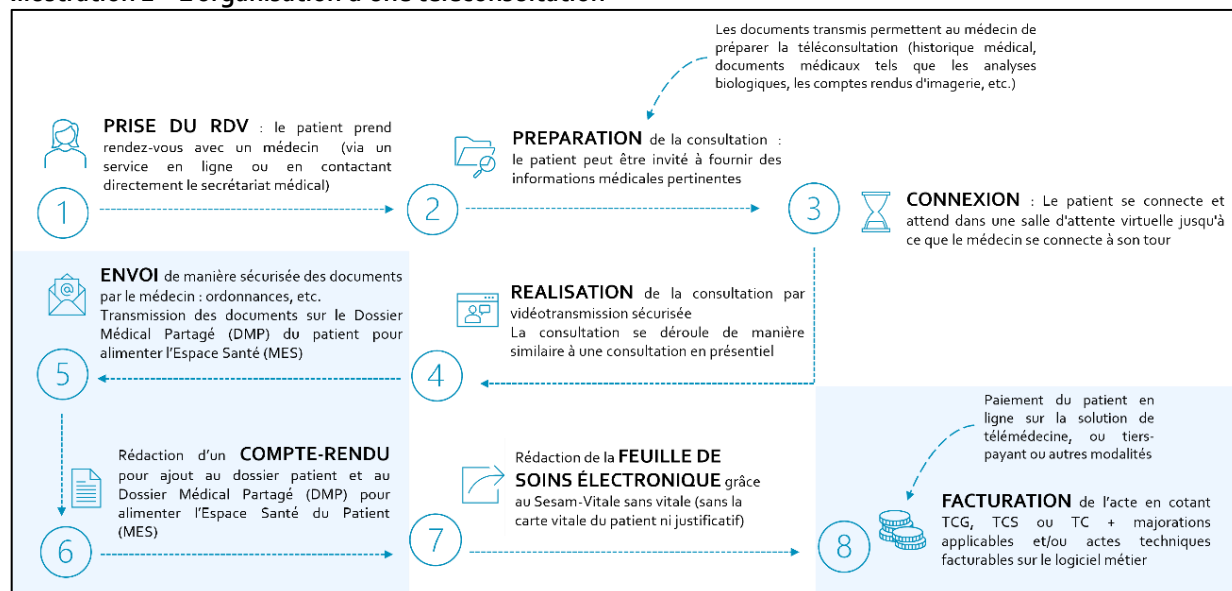 Les documents transmis permettent au médecin de
préparer la téléconsultation (historique médical,
documents médicaux tels que les analyses
biologiques, les comptes rendus d'imagerie, etc.)
PRISE DU RDV : le patient prend
rendez-vous avec un médecin (via
un service en ligne ou en contactant
directement le secrétariat médical)
1
PREPARATION de la consultation :
le patient peut être invité à fournir des
informations médicales pertinentes
2
3
CONNEXION : Le patient se connecte et
attend dans une salle d'attente virtuelle jusqu'à
ce que le médecin se connecte à son tour
REALISATION de la consultation par
vidéotransmission sécurisée
La consultation se déroule de manière
similaire à une consultation en présentiel
4
ENVOI de manière sécurisée des documents
par le médecin : ordonnances, etc.
Transmission des documents sur le Dossier
Médical Partagé (DMP) du patient pour
alimenter l'Espace Santé (MES)
5
Rédaction d'un COMPTE-RENDU
pour ajout au dossier patient et au
Dossier Médical Partagé (DMP) pour
alimenter l'Espace Santé du Patient
(MES)
6
Rédaction de la FEUILLE DE
SOINS ÉLECTRONIQUE grâce
au Sesam-Vitale sans vitale (sans la
carte vitale du patient ni justificatif)
7
Paiement du patient en
ligne sur la solution de
télémédecine, ou tiers-
payant ou autres modalités
FACTURATION de l'acte en cotant
TCG, TCS ou TC + majorations
applicables et/ou actes techniques
facturables sur le logiciel métier
8